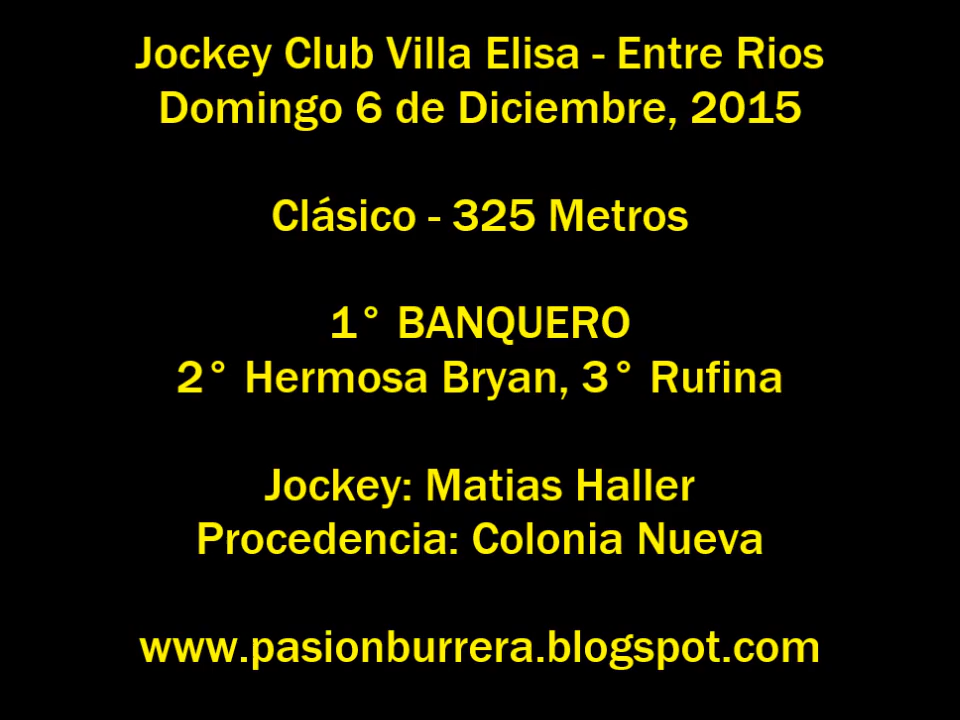 Jockey Club Villa Elisa - Entre Rios
Domingo 6 de Diciembre, 2015
Clásico - 325 Metros
1° BANQUERO
2° Hermosa Bryan, 3° Rufina
Jockey: Matias Haller
Procedencia: Colonia Nueva
www.pasionburrera.blogspot.com